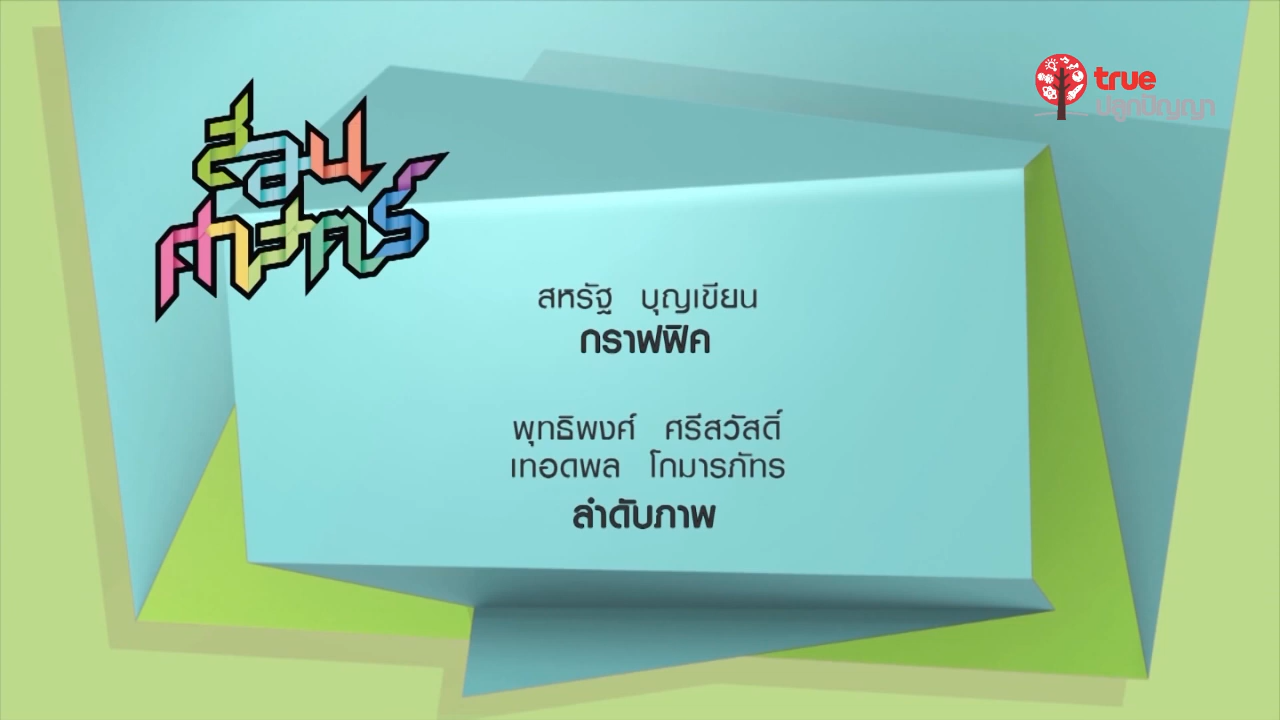 สอน
ศาสตร์
true
ปลูกปัญญา
สหรัฐ บุญเขียน
กราฟฟิค
พุทธิพงศ์ ศรีสวัสดิ์
เทอดพล โกมารภัทร
ลำดับภาพ